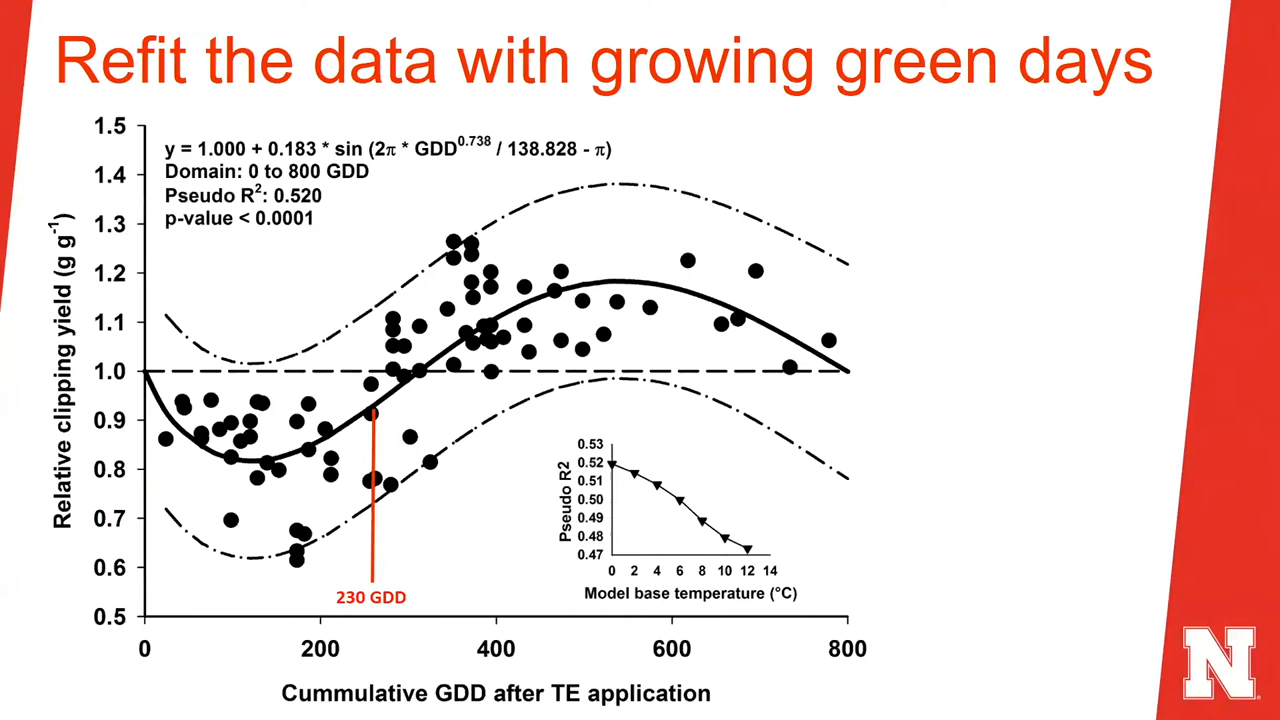 Refit the data with growing green days
y = 1.000 + 0.183 * sin (2π * GDD^0.738 / 138.828 - π)
Domain: 0 to 800 GDD
Pseudo R²: 0.520
p-value < 0.0001
Relative clipping yield (g g⁻¹)
1.5
1.4
1.3
1.2
1.1
1.0
0.9
0.8
0.7
0.6
0.5
0 200 400 600 800
Cummulative GDD after TE application
230 GDD
Pseudo R²
0.53
0.52
0.51
0.50
0.49
0.48
0.47
0 2 4 6 8 10 12 14
Model base temperature (°C)
N